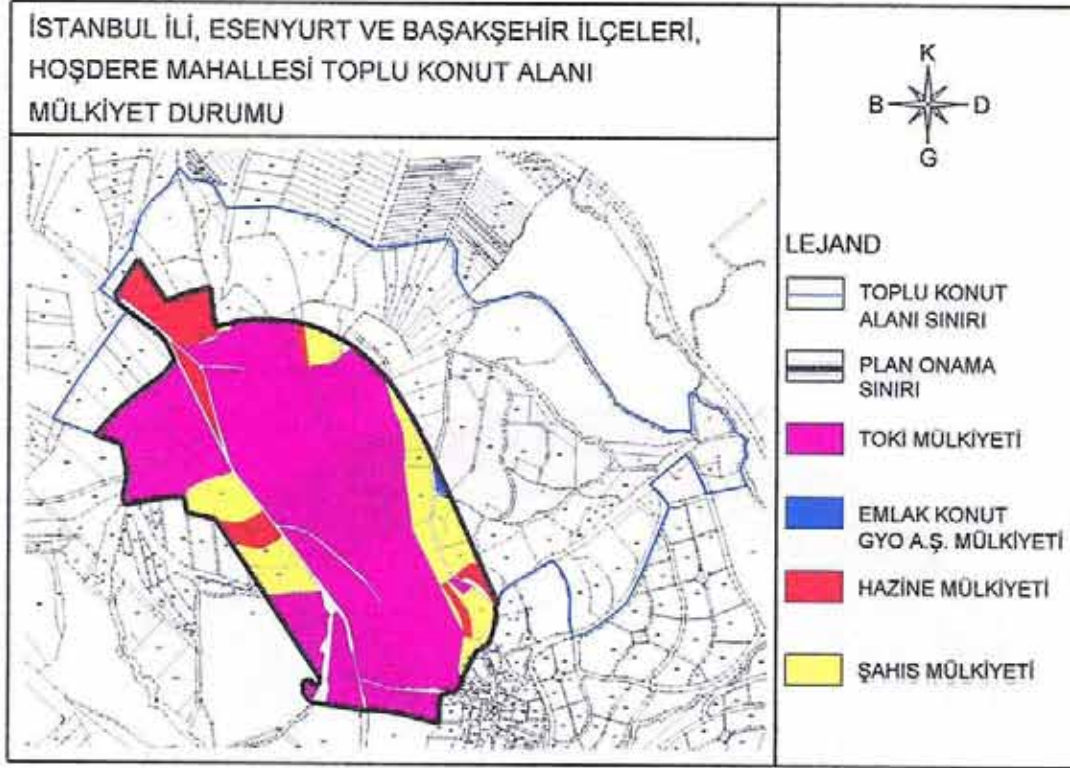 İSTANBUL İLİ, ESENYURT VE BAŞAKŞEHİR İLÇELERİ,
HOŞDERE MAHALLESİ TOPLU KONUT ALANI
MÜLKİYET DURUMU
K
B
D
G
LEJAND
TOPLU KONUT
ALANI SINIRI
PLAN ONAMA
SINIRI
TOKİ MÜLKİYETİ
EMLAK KONUT
GYO A.Ş. MÜLKİYETİ
HAZİNE MÜLKİYETİ
ŞAHIS MÜLKİYETİ